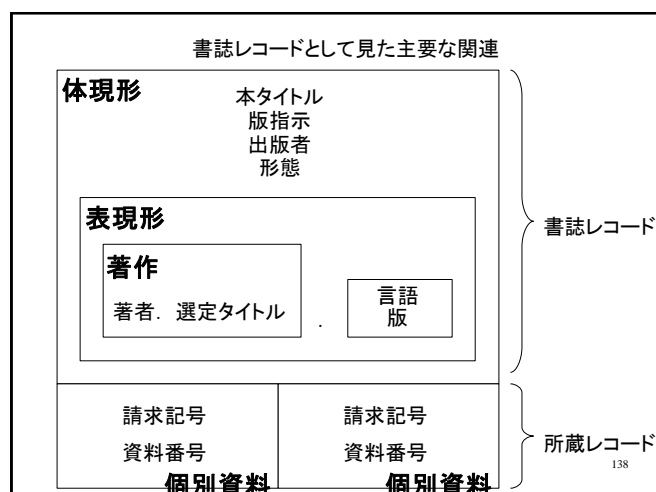 書誌レコードとして見た主要な関連
体現形
本タイトル
版指示
出版者
形態
表現形
著作
著者. 選定タイトル
.
言語
版
書誌レコード
請求記号
資料番号
個別資料
請求記号
資料番号
個別資料
所蔵レコード
138